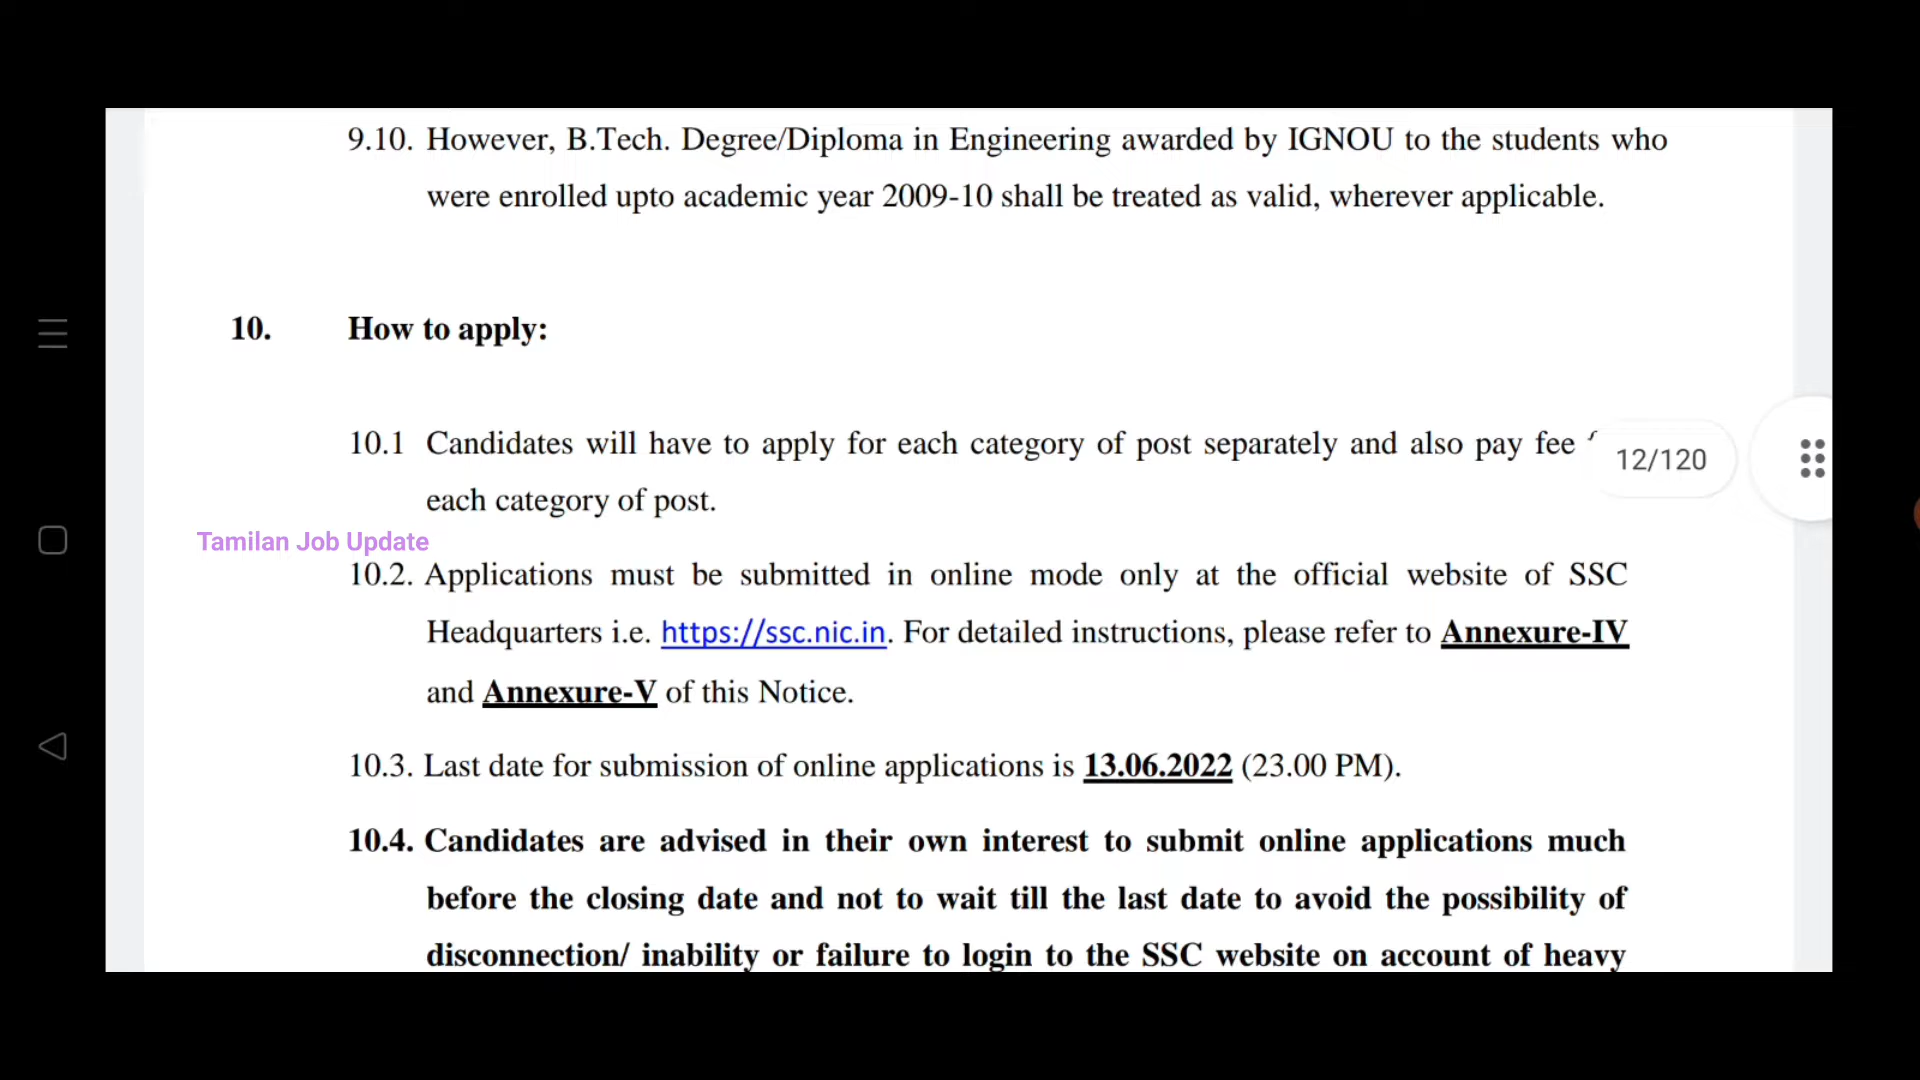 9.10. However, B.Tech. Degree/Diploma in Engineering awarded by IGNOU to the students who
were enrolled upto academic year 2009-10 shall be treated as valid, wherever applicable.
10. How to apply:
10.1 Candidates will have to apply for each category of post separately and also pay fee
12/120
each category of post.
Tamilan Job Update
10.2. Applications must be submitted in online mode only at the official website of SSC
Headquarters i.e. https://ssc.nic.in. For detailed instructions, please refer to Annexure-IV
and Annexure-V of this Notice.
10.3. Last date for submission of online applications is 13.06.2022 (23.00 PM).
10.4. Candidates are advised in their own interest to submit online applications much
before the closing date and not to wait till the last date to avoid the possibility of
disconnection/ inability or failure to login to the SSC website on account of heavy